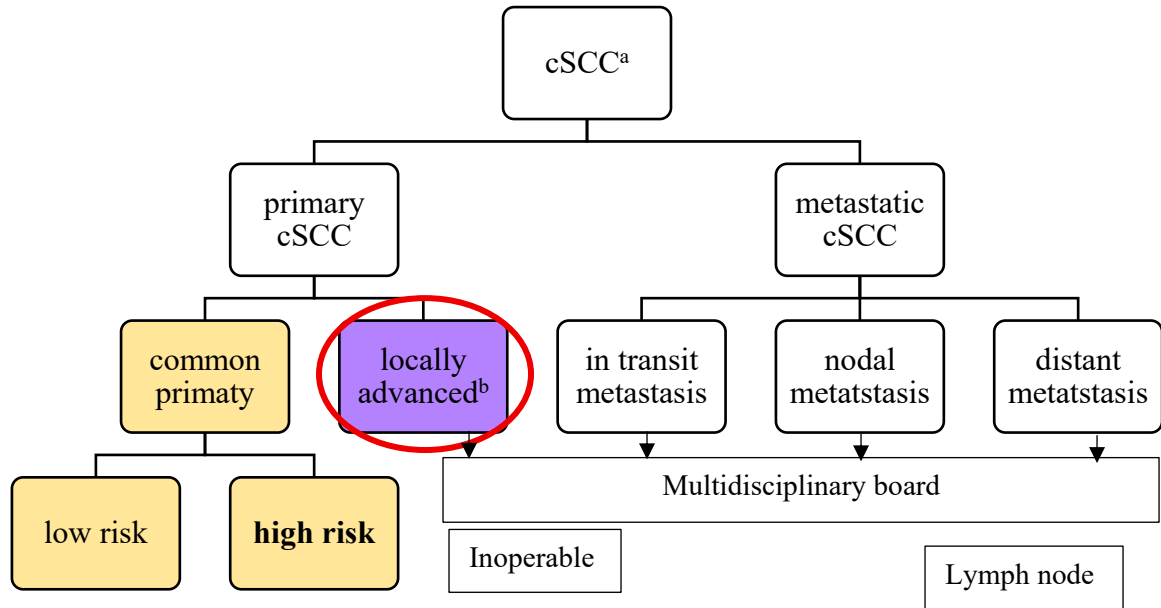 cSCCᵃ
primary
cSCC
metastatic
cSCC
common
primaty
locally
advancedᵇ
in transit
metastasis
nodal
metatstasis
distant
metatstasis
low risk
high risk
Multidisciplinary board
Inoperable
Lymph node